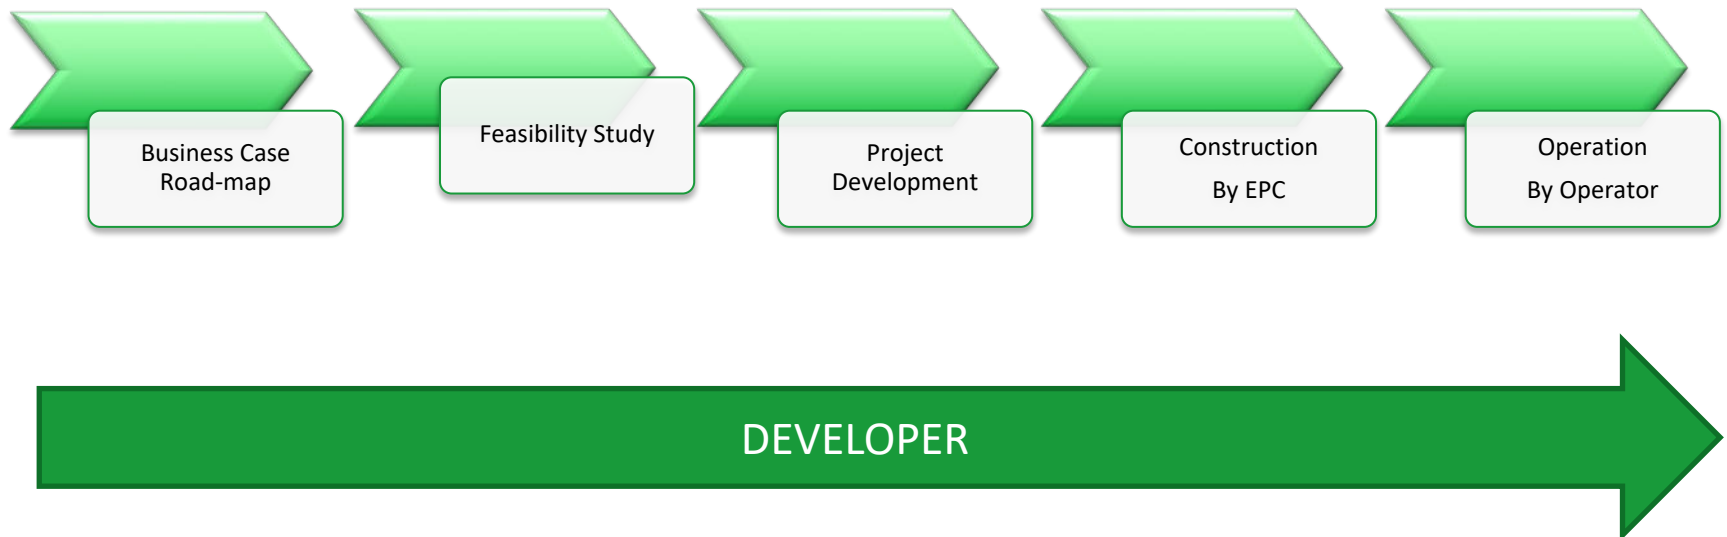 Business Case
Road-map
Feasibility Study
Project
Development
Construction
By EPC
Operation
By Operator
DEVELOPER